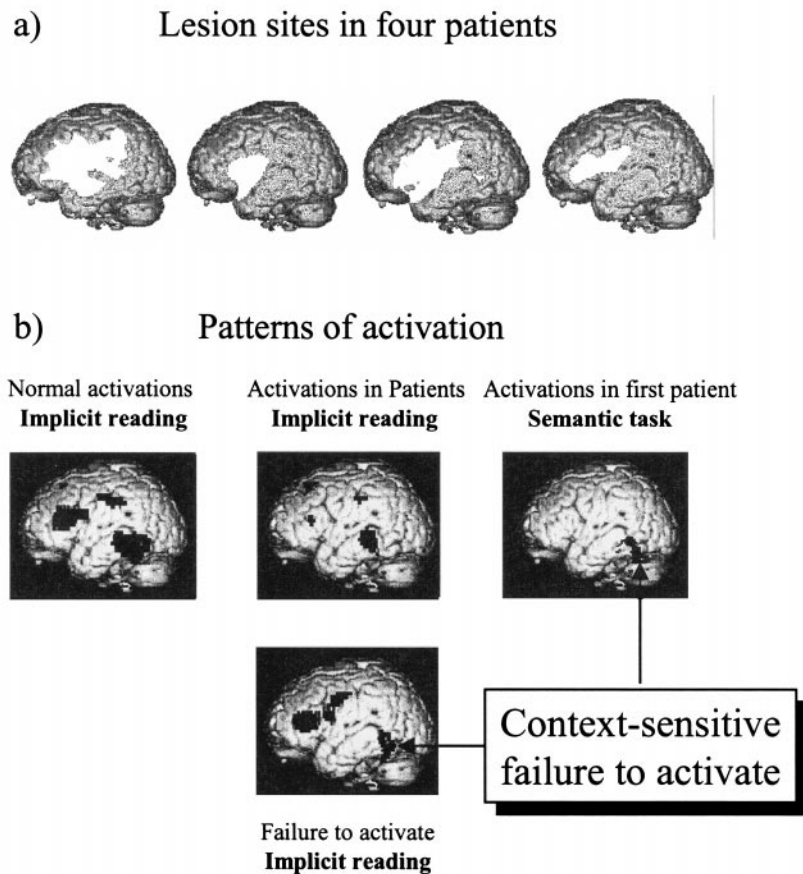 a) Lesion sites in four patients
b) Patterns of activation
Normal activations
Implicit reading
Activations in Patients
Implicit reading
Activations in first patient
Semantic task
Context-sensitive
failure to activate
Failure to activate
Implicit reading